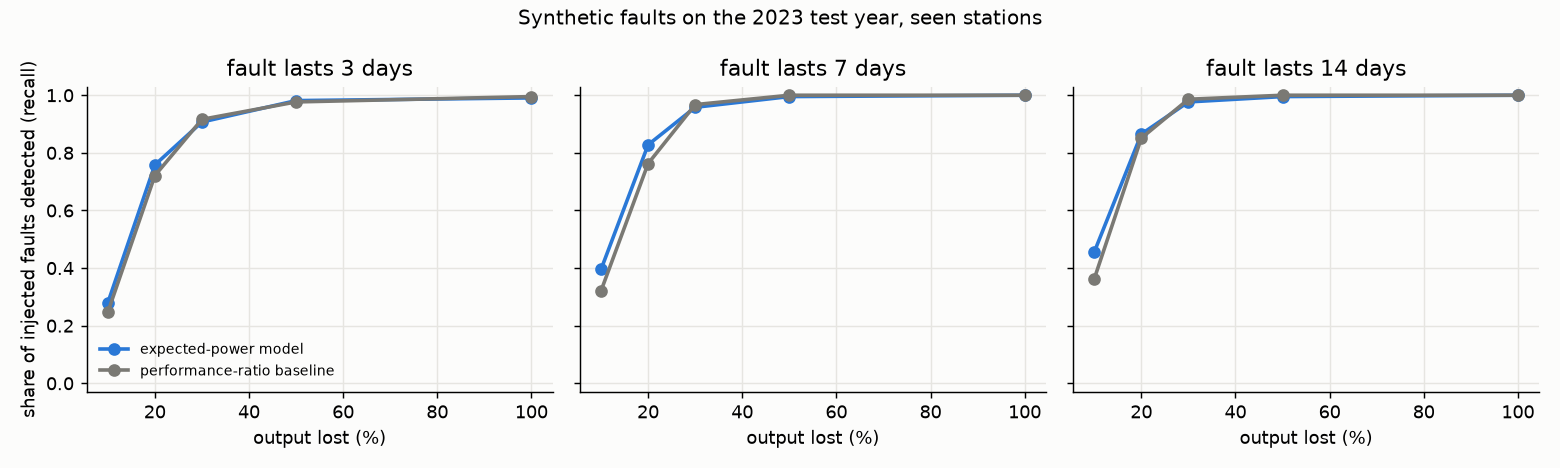 Synthetic faults on the 2023 test year, seen stations
fault lasts 3 days
fault lasts 7 days
fault lasts 14 days
share of injected faults detected (recall)
1.0
0.8
0.6
0.4
0.2
0.0
expected-power model
performance-ratio baseline
20 40 60 80 100
20 40 60 80 100
20 40 60 80 100
output lost (%)
output lost (%)
output lost (%)